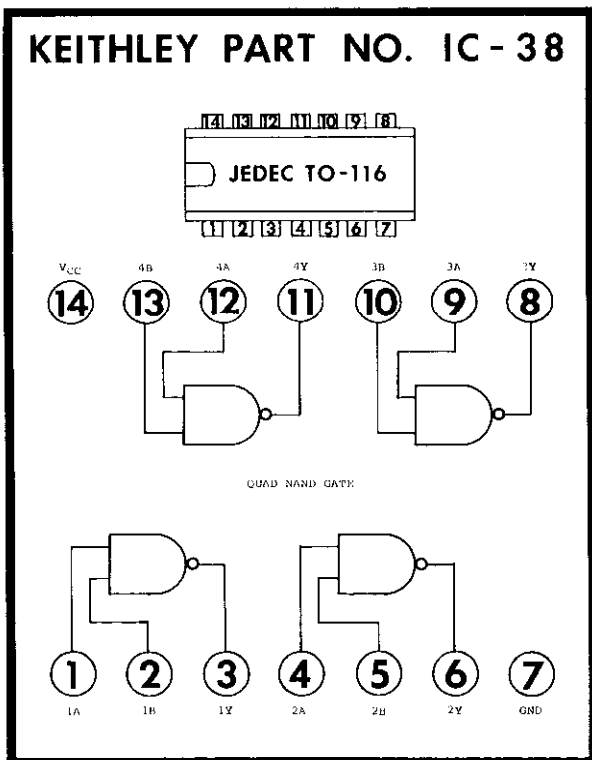 KEITHLEY PART NO. IC-38
14 13 12 11 10 9 8
JEDEC TO-116
1 2 3 4 5 6 7
VCC 4B 4A 4Y 3B 3A 3Y
14 13 12 11 10 9 8
QUAD NAND GATE
1 2 3 4 5 6 7
1A 1B 1Y 2A 2B 2Y GND